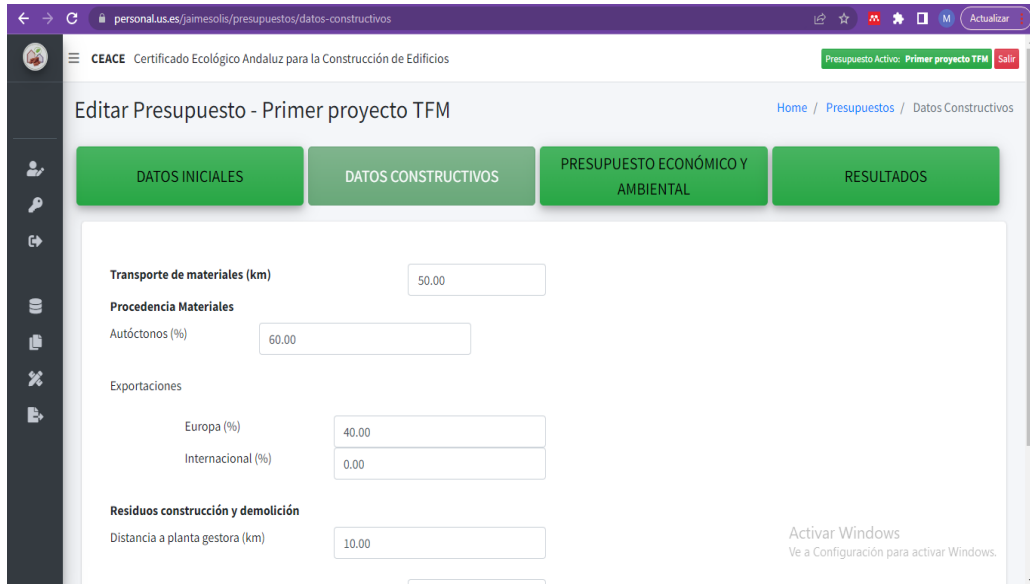 personal.us.es/jaimesolis/presupuestos/datos-constructivos
M
Actualizar
CEACE Certificado Ecológico Andaluz para la Construcción de Edificios
Presupuesto Activo: Primer proyecto TFM
Salir
Editar Presupuesto - Primer proyecto TFM
Home / Presupuestos / Datos Constructivos
DATOS INICIALES
DATOS CONSTRUCTIVOS
PRESUPUESTO ECONÓMICO Y
AMBIENTAL
RESULTADOS
Transporte de materiales (km)
50.00
Procedencia Materiales
Autóctonos (%)
60.00
Exportaciones
Europa (%)
40.00
Internacional (%)
0.00
Residuos construcción y demolición
Distancia a planta gestora (km)
10.00
Activar Windows
Ve a Configuración para activar Windows.